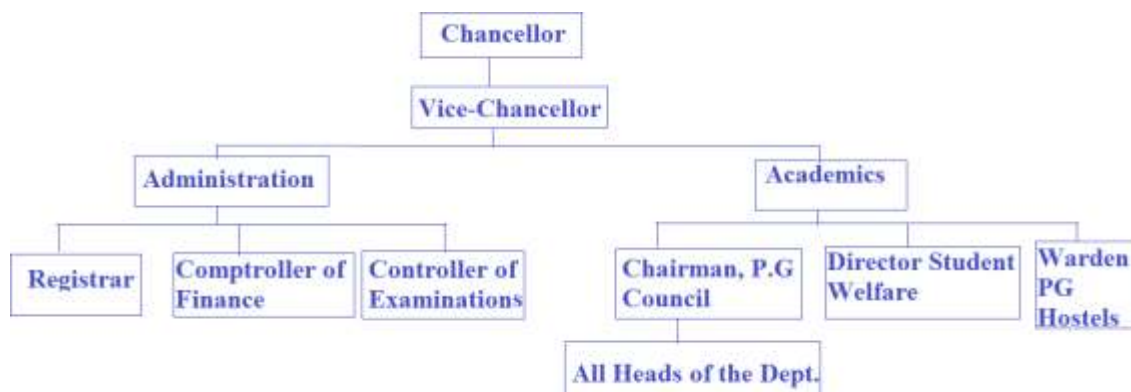 Chancellor
Vice-Chancellor
Administration
Academics
Registrar
Comptroller of
Finance
Controller of
Examinations
Chairman, P.G
Council
Director Student
Welfare
Warden
PG
Hostels
All Heads of the Dept.